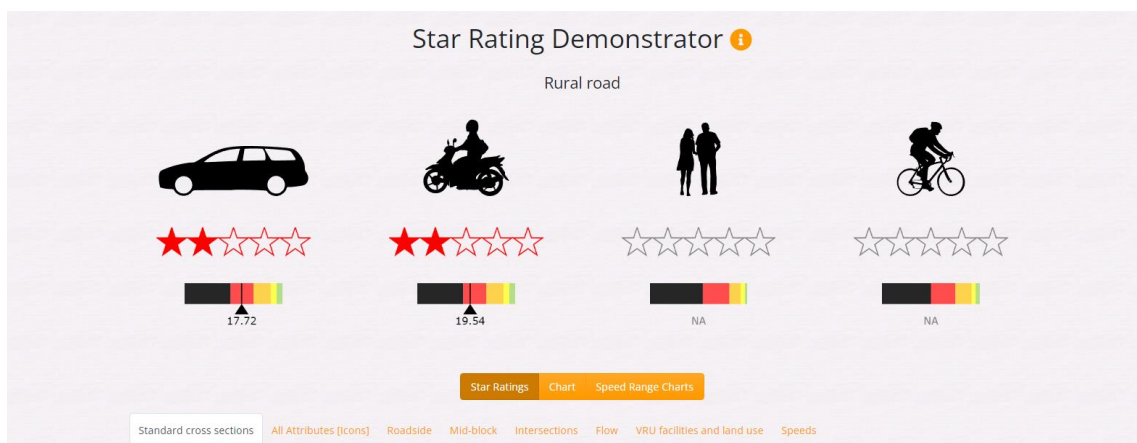 Star Rating Demonstrator i
Rural road
17.72 19.54 NA NA
Star Ratings Chart Speed Range Charts
Standard cross sections All Attributes [Icons] Roadside Mid-block Intersections Flow VRU facilities and land use Speeds